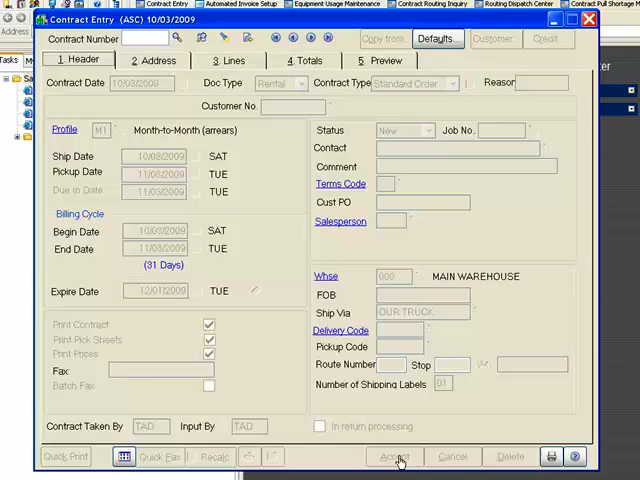 Contract Entry Automated Invoice Setup Equipment Usage Maintenance Contract Routing Inquiry Routing Dispatch Center Contract Pull Shortage
Contract Entry (ASC) 10/03/2009
Address
Contract Number Copy from Defaults... Customer Credit
Tasks
1. Header 2. Address 3. Lines 4. Totals 5. Preview
Contract Date 10/03/2009 Doc Type Rental Contract Type Standard Order Reason
Customer No.
Profile M1 Month-to-Month (arrears)
Status New Job No.
Contact
Comment
Ship Date 10/03/2009 SAT
Pickup Date 11/03/2009 TUE
Due In Date 11/03/2009 TUE
Terms Code
Cust PO
Salesperson
Billing Cycle
Begin Date 10/03/2009 SAT
End Date 11/03/2009 TUE
(31 Days)
Expire Date 12/01/2009 TUE
Whse 000 MAIN WAREHOUSE
FOB
Ship Via OUR TRUCK
Delivery Code
Pickup Code
Route Number Stop
Number of Shipping Labels 01
Print Contract
Print Pick Sheets
Print Prices
Fax
Batch Fax
Contract Taken By TAD Input By TAD In return processing
Quick Print Quick Fax Recalc Accept Cancel Delete